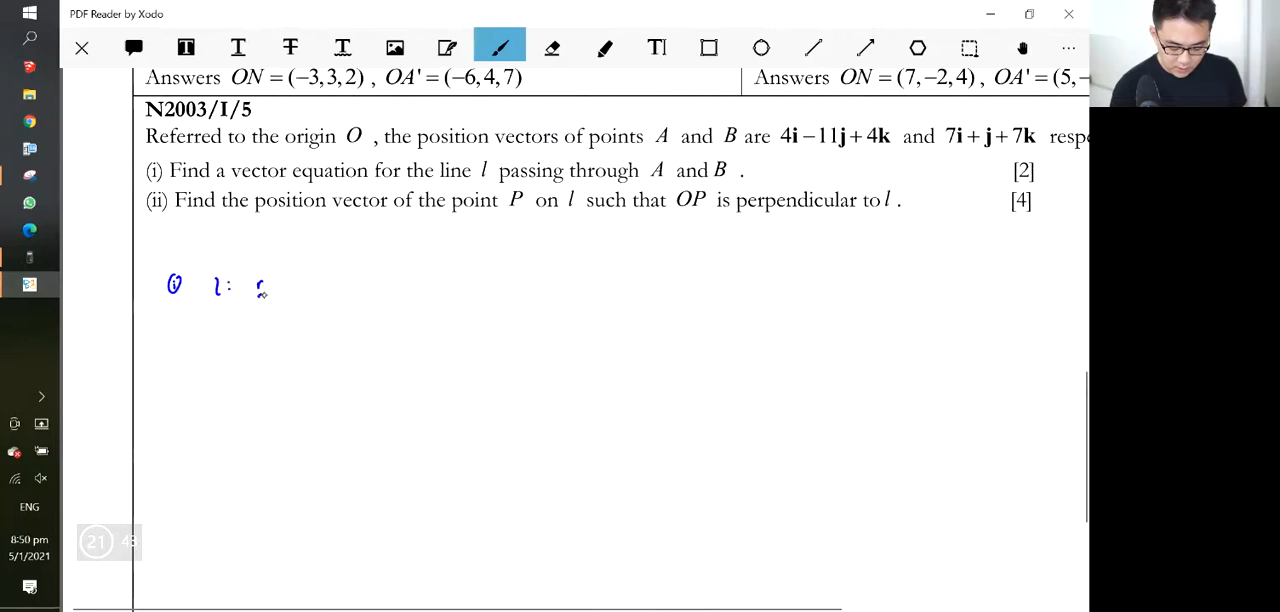 PDF Reader by Xodo
Answers ON = (−3,3,2) , OA' = (−6,4,7)
Answers ON = (7,−2,4) , OA' = (5,−
N2003/I/5
Referred to the origin O , the position vectors of points A and B are 4i−11j+4k and 7i+j+7k resp
(i) Find a vector equation for the line l passing through A and B . [2]
(ii) Find the position vector of the point P on l such that OP is perpendicular to l . [4]
(i) l: r
ENG
8:50 pm
5/1/2021
21 43